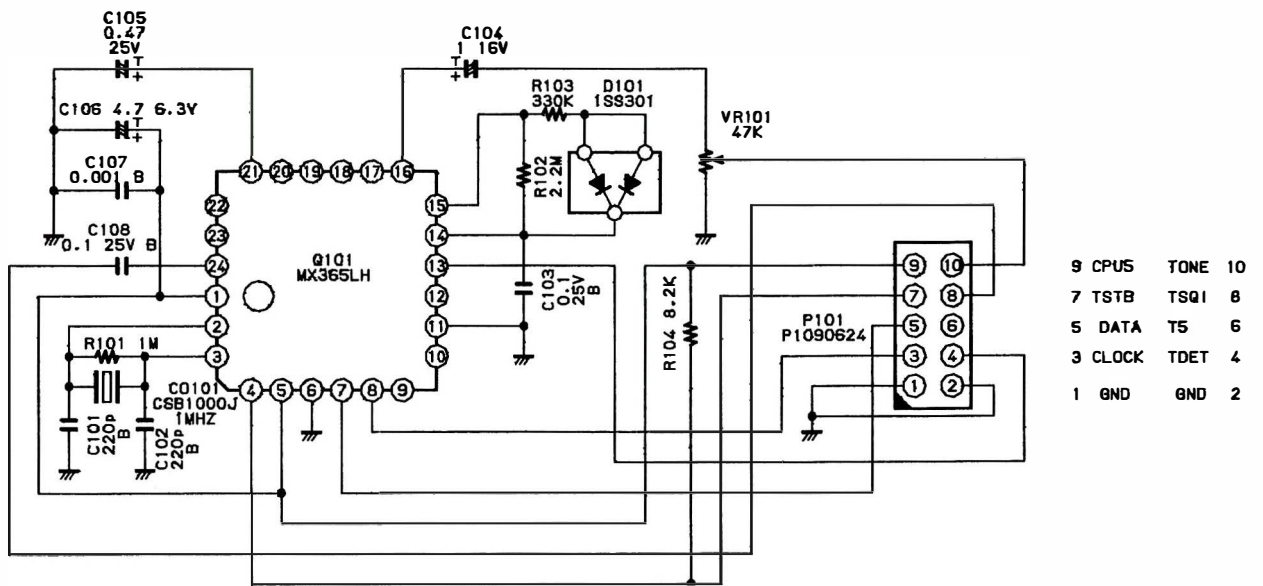 C105
0.47
25V
C104
1 16V
R103
330K
D101
1SS301
C106 4.7 6.3V
VR101
47K
C107
0.001 B
R102
2.2M
21 20 19 18 17 16
22
15
23
14
C108
0.1 25V B
24
Q101
MX365LH
13
1
12
2
11
3
10
C103
0.1
25V
B
R101 1M
CO101
CSB1000J
1MHZ
C101
220p
B
C102
220p
B
4 5 6 7 8 9
R104 8.2K
P101
P1090624
9 10
7 8
5 6
3 4
1 2
9 CPU5 TONE 10
7 TSTB TSQI 8
5 DATA T5 6
3 CLOCK TDET 4
1 GND GND 2